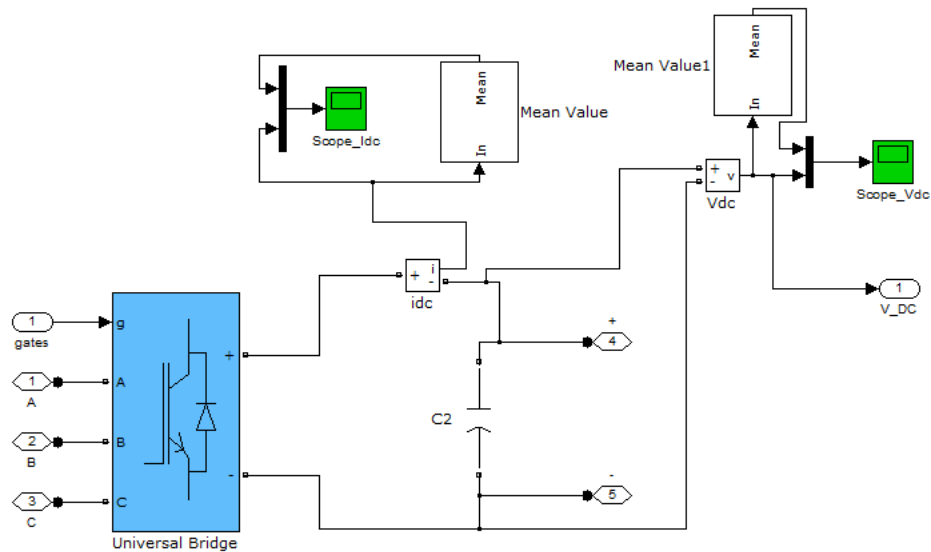 Mean
In
Mean Value
Scope_Idc
Mean
In
Mean Value1
+
-
v
Vdc
Scope_Vdc
1
V_DC
+
i
-
idc
1
gates
g
1
A
A
2
B
B
3
C
C
+
-
Universal Bridge
C2
+
4
-
5